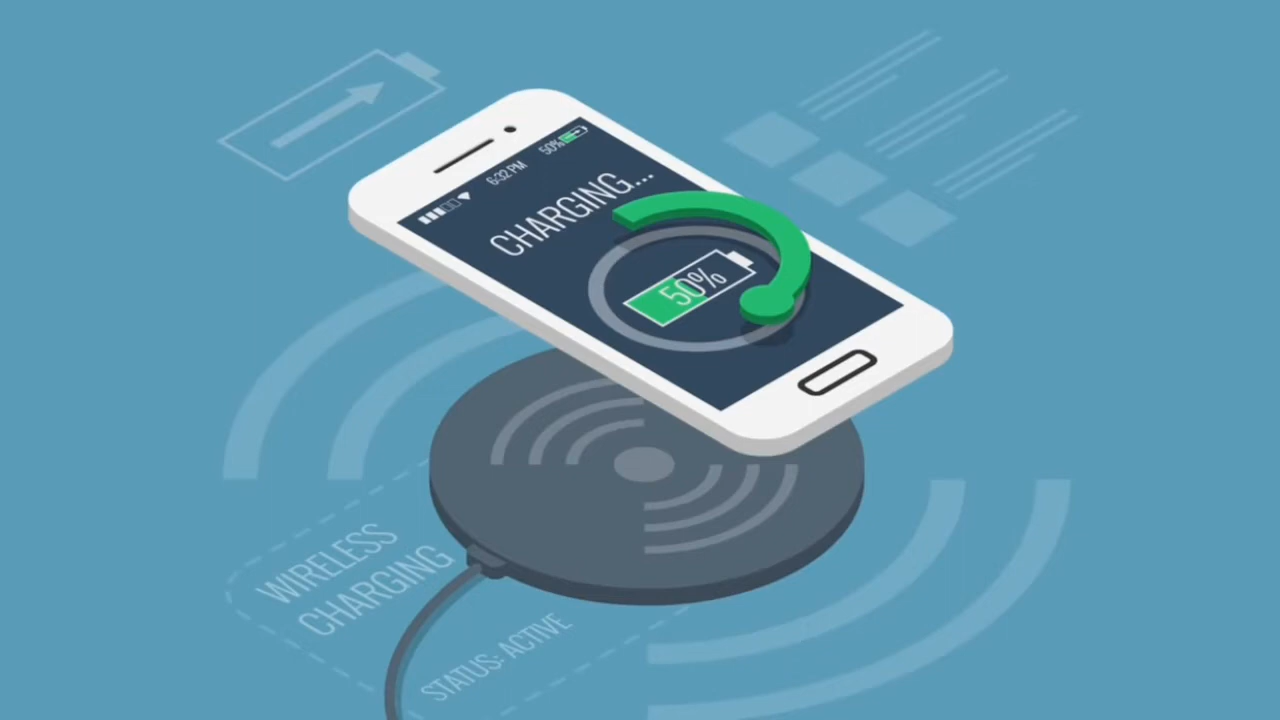 6:32 PM
50%
CHARGING...
50%
WIRELESS
CHARGING
STATUS: ACTIVE